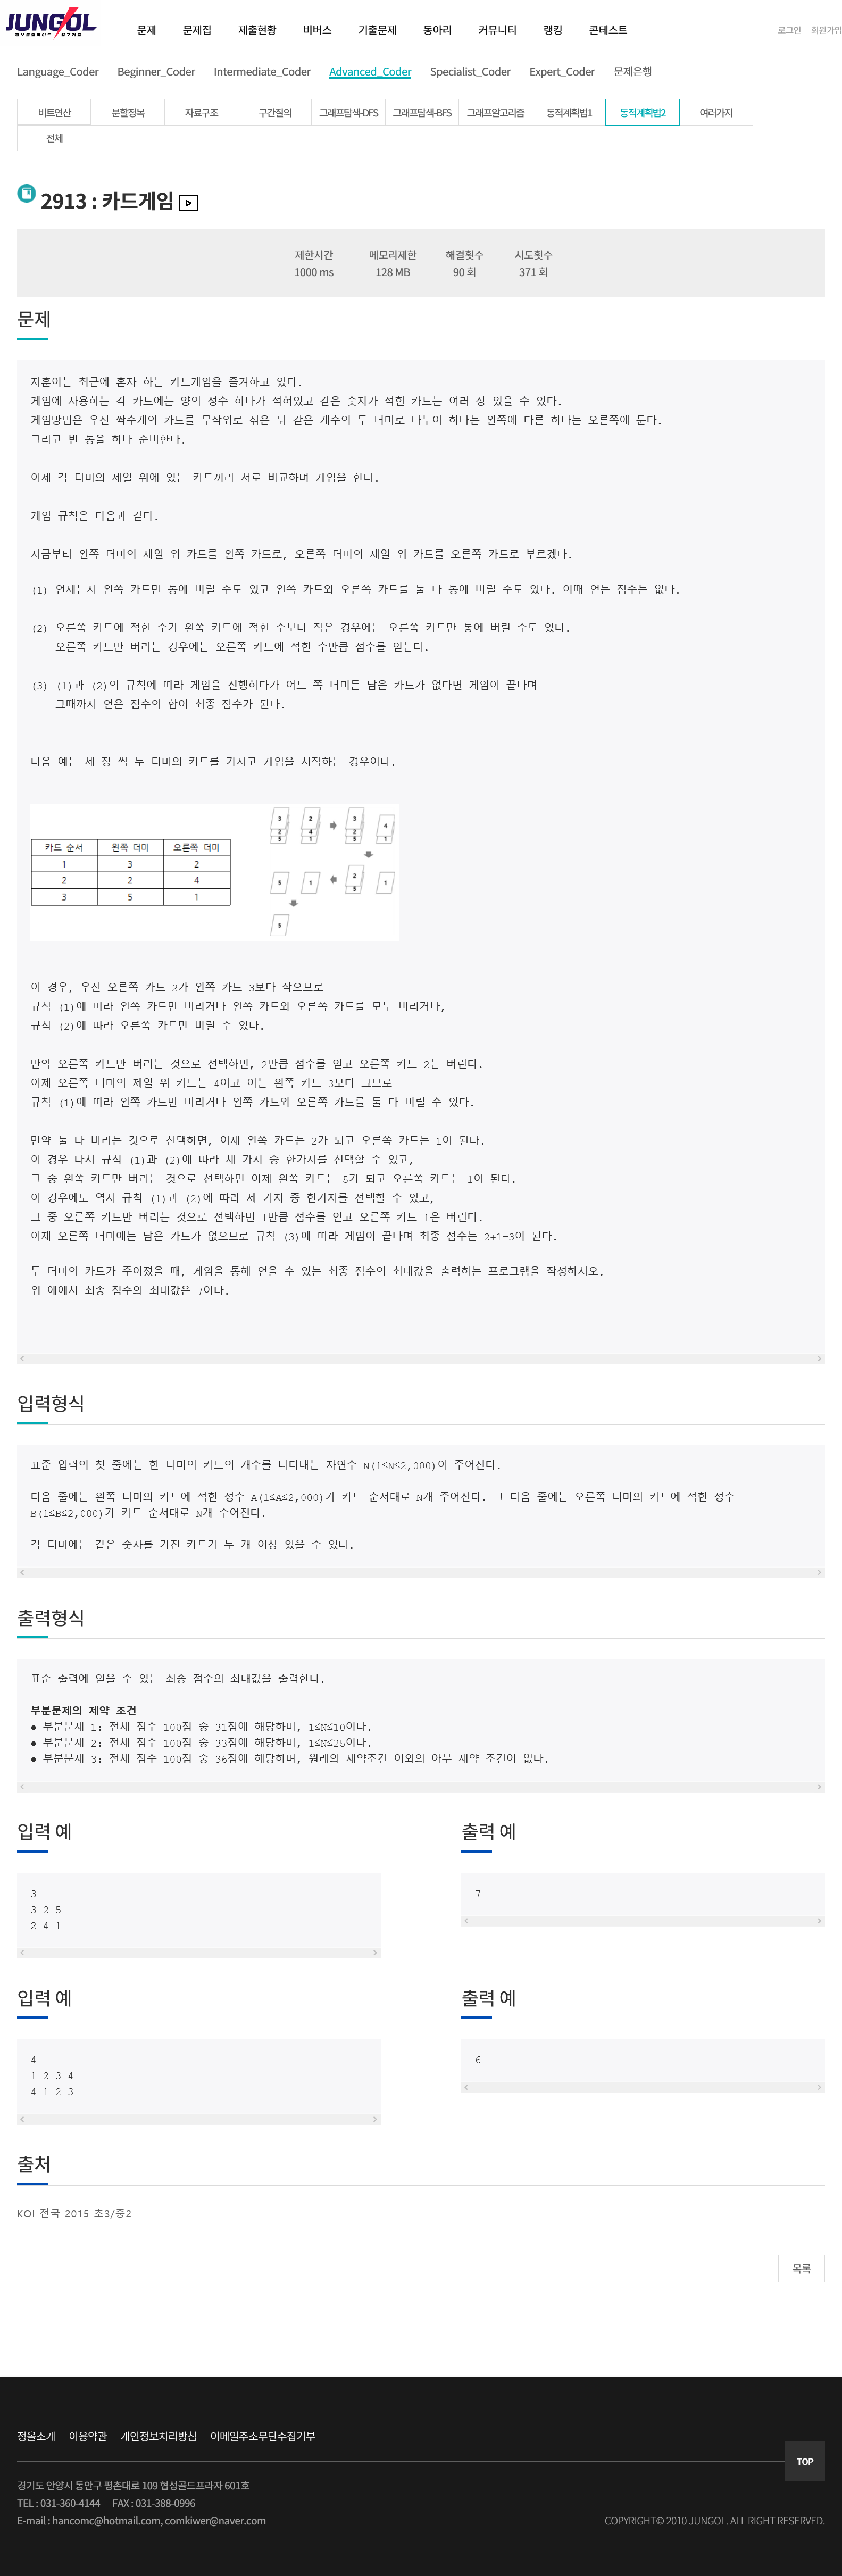 JUNGOL
문제 문제집 제출현황 비버스 기출문제 동아리 커뮤니티 랭킹 콘테스트
로그인 회원가입
Language_Coder Beginner_Coder Intermediate_Coder Advanced_Coder Specialist_Coder Expert_Coder 문제은행
비트연산 분할정복 자료구조 구간질의 그래프탐색-DFS 그래프탐색-BFS 그래프알고리즘 동적계획법1 동적계획법2 여러가지
전체
2913 : 카드게임
제한시간 메모리제한 해결횟수 시도횟수
1000 ms 128 MB 90 회 371 회
문제
지훈이는 최근에 혼자 하는 카드게임을 즐겨하고 있다.
게임에 사용하는 각 카드에는 양의 정수 하나가 적혀있고 같은 숫자가 적힌 카드는 여러 장 있을 수 있다.
게임방법은 우선 짝수개의 카드를 무작위로 섞은 뒤 같은 개수의 두 더미로 나누어 하나는 왼쪽에 다른 하나는 오른쪽에 둔다.
그리고 빈 통을 하나 준비한다.
이제 각 더미의 제일 위에 있는 카드끼리 서로 비교하며 게임을 한다.
게임 규칙은 다음과 같다.
지금부터 왼쪽 더미의 제일 위 카드를 왼쪽 카드로, 오른쪽 더미의 제일 위 카드를 오른쪽 카드로 부르겠다.
(1) 언제든지 왼쪽 카드만 통에 버릴 수도 있고 왼쪽 카드와 오른쪽 카드를 둘 다 통에 버릴 수도 있다. 이때 얻는 점수는 없다.
(2) 오른쪽 카드에 적힌 수가 왼쪽 카드에 적힌 수보다 작은 경우에는 오른쪽 카드만 통에 버릴 수도 있다.
오른쪽 카드만 버리는 경우에는 오른쪽 카드에 적힌 수만큼 점수를 얻는다.
(3) (1)과 (2)의 규칙에 따라 게임을 진행하다가 어느 쪽 더미든 남은 카드가 없다면 게임이 끝나며
그때까지 얻은 점수의 합이 최종 점수가 된다.
다음 예는 세 장 씩 두 더미의 카드를 가지고 게임을 시작하는 경우이다.
카드 순서 왼쪽 더미 오른쪽 더미
1 3 2
2 2 4
3 5 1
3 2 3 4
2 4 2
5 1 5 1
5 1 2 1
5
5
이 경우, 우선 오른쪽 카드 2가 왼쪽 카드 3보다 작으므로
규칙 (1)에 따라 왼쪽 카드만 버리거나 왼쪽 카드와 오른쪽 카드를 모두 버리거나,
규칙 (2)에 따라 오른쪽 카드만 버릴 수 있다.
만약 오른쪽 카드만 버리는 것으로 선택하면, 2만큼 점수를 얻고 오른쪽 카드 2는 버린다.
이제 오른쪽 더미의 제일 위 카드는 4이고 이는 왼쪽 카드 3보다 크므로
규칙 (1)에 따라 왼쪽 카드만 버리거나 왼쪽 카드와 오른쪽 카드를 둘 다 버릴 수 있다.
만약 둘 다 버리는 것으로 선택하면, 이제 왼쪽 카드는 2가 되고 오른쪽 카드는 1이 된다.
이 경우 다시 규칙 (1)과 (2)에 따라 세 가지 중 한가지를 선택할 수 있고,
그 중 왼쪽 카드만 버리는 것으로 선택하면 이제 왼쪽 카드는 5가 되고 오른쪽 카드는 1이 된다.
이 경우에도 역시 규칙 (1)과 (2)에 따라 세 가지 중 한가지를 선택할 수 있고,
그 중 오른쪽 카드만 버리는 것으로 선택하면 1만큼 점수를 얻고 오른쪽 카드 1은 버린다.
이제 오른쪽 더미에는 남은 카드가 없으므로 규칙 (3)에 따라 게임이 끝나며 최종 점수는 2+1=3이 된다.
두 더미의 카드가 주어졌을 때, 게임을 통해 얻을 수 있는 최종 점수의 최대값을 출력하는 프로그램을 작성하시오.
위 예에서 최종 점수의 최대값은 7이다.
입력형식
표준 입력의 첫 줄에는 한 더미의 카드의 개수를 나타내는 자연수 N(1≤N≤2,000)이 주어진다.
다음 줄에는 왼쪽 더미의 카드에 적힌 정수 A(1≤A≤2,000)가 카드 순서대로 N개 주어진다. 그 다음 줄에는 오른쪽 더미의 카드에 적힌 정수
B(1≤B≤2,000)가 카드 순서대로 N개 주어진다.
각 더미에는 같은 숫자를 가진 카드가 두 개 이상 있을 수 있다.
출력형식
표준 출력에 얻을 수 있는 최종 점수의 최대값을 출력한다.
부분문제의 제약 조건
● 부분문제 1: 전체 점수 100점 중 31점에 해당하며, 1≤N≤10이다.
● 부분문제 2: 전체 점수 100점 중 33점에 해당하며, 1≤N≤25이다.
● 부분문제 3: 전체 점수 100점 중 36점에 해당하며, 원래의 제약조건 이외의 아무 제약 조건이 없다.
입력 예 출력 예
3 7
3 2 5
2 4 1
입력 예 출력 예
4 6
1 2 3 4
4 1 2 3
출처
KOI 전국 2015 초3/중2
목록
정올소개 이용약관 개인정보처리방침 이메일주소무단수집거부
TOP
경기도 안양시 동안구 평촌대로 109 협성골드프라자 601호
TEL : 031-360-4144 FAX : 031-388-0996
E-mail : hancomc@hotmail.com, comkiwer@naver.com
COPYRIGHT© 2010 JUNGOL. ALL RIGHT RESERVED.